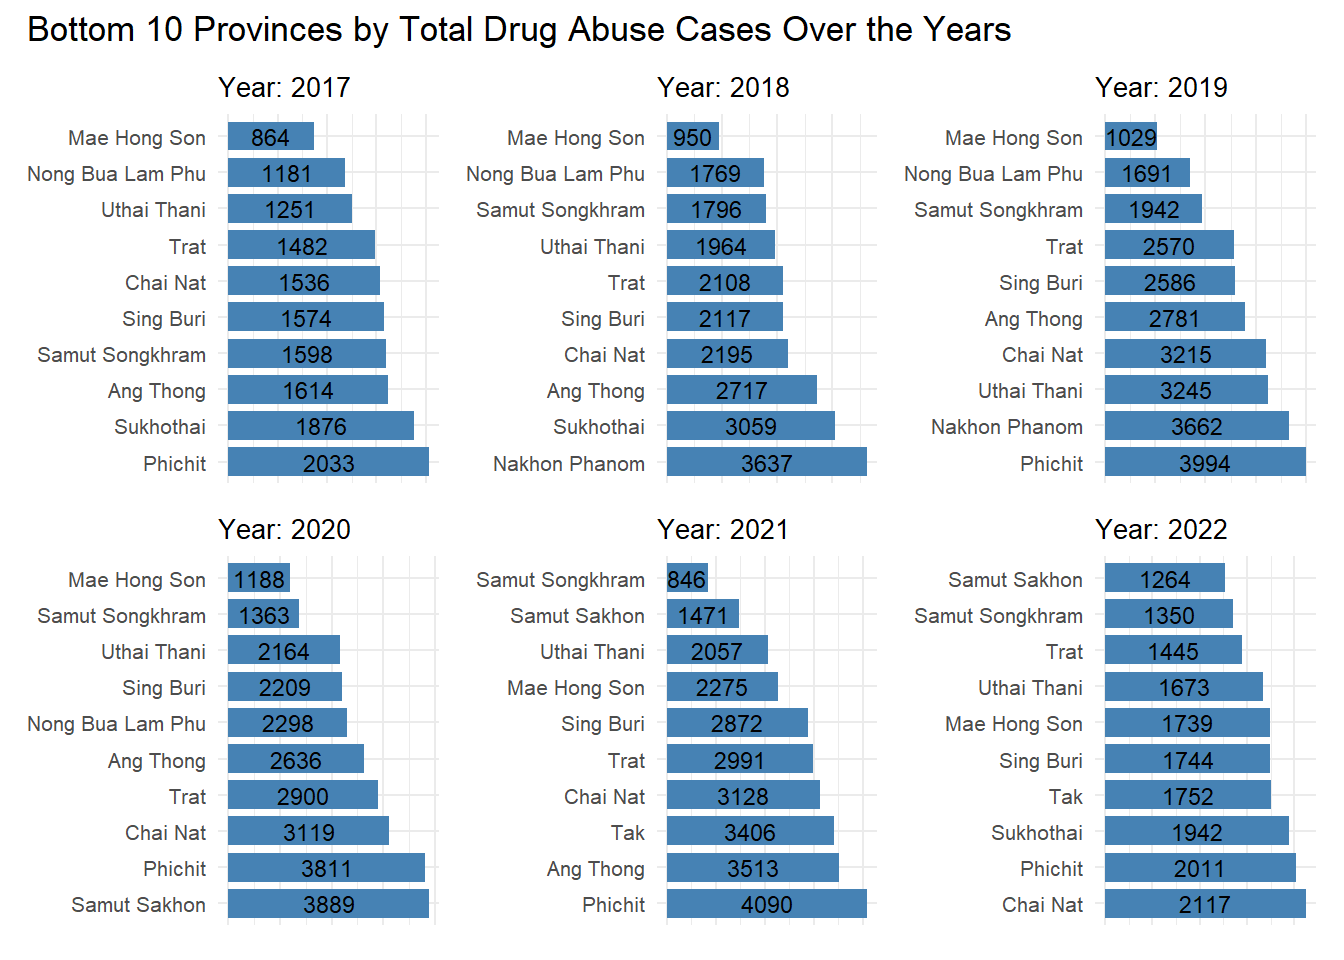 Bottom 10 Provinces by Total Drug Abuse Cases Over the Years
Year: 2017
Mae Hong Son 864
Nong Bua Lam Phu 1181
Uthai Thani 1251
Trat 1482
Chai Nat 1536
Sing Buri 1574
Samut Songkhram 1598
Ang Thong 1614
Sukhothai 1876
Phichit 2033
Year: 2018
Mae Hong Son 950
Nong Bua Lam Phu 1769
Samut Songkhram 1796
Uthai Thani 1964
Trat 2108
Sing Buri 2117
Chai Nat 2195
Ang Thong 2717
Sukhothai 3059
Nakhon Phanom 3637
Year: 2019
Mae Hong Son 1029
Nong Bua Lam Phu 1691
Samut Songkhram 1942
Trat 2570
Sing Buri 2586
Ang Thong 2781
Chai Nat 3215
Uthai Thani 3245
Nakhon Phanom 3662
Phichit 3994
Year: 2020
Mae Hong Son 1188
Samut Songkhram 1363
Uthai Thani 2164
Sing Buri 2209
Nong Bua Lam Phu 2298
Ang Thong 2636
Trat 2900
Chai Nat 3119
Phichit 3811
Samut Sakhon 3889
Year: 2021
Samut Songkhram 846
Samut Sakhon 1471
Uthai Thani 2057
Mae Hong Son 2275
Sing Buri 2872
Trat 2991
Chai Nat 3128
Tak 3406
Ang Thong 3513
Phichit 4090
Year: 2022
Samut Sakhon 1264
Samut Songkhram 1350
Trat 1445
Uthai Thani 1673
Mae Hong Son 1739
Sing Buri 1744
Tak 1752
Sukhothai 1942
Phichit 2011
Chai Nat 2117